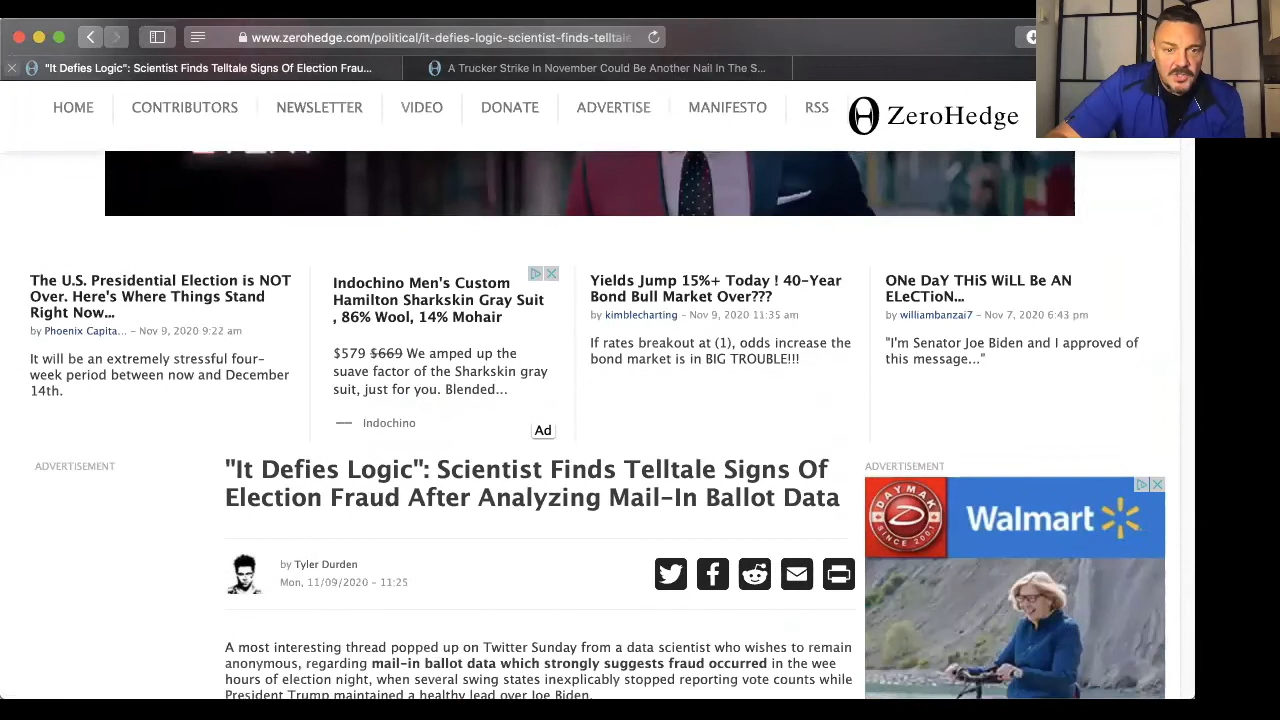 www.zerohedge.com/political/it-defies-logic-scientist-finds-telltale
"It Defies Logic": Scientist Finds Telltale Signs Of Election Frau...
A Trucker Strike In November Could Be Another Nail In The S...
HOME
CONTRIBUTORS
NEWSLETTER
VIDEO
DONATE
ADVERTISE
MANIFESTO
RSS
ZeroHedge
The U.S. Presidential Election is NOT
Over. Here's Where Things Stand
Right Now...
by Phoenix Capita... – Nov 9, 2020 9:22 am
It will be an extremely stressful four-
week period between now and December
14th.
Indochino Men's Custom
Hamilton Sharkskin Gray Suit
, 86% Wool, 14% Mohair
$579 $669 We amped up the
suave factor of the Sharkskin gray
suit, just for you. Blended...
Indochino
Ad
Yields Jump 15%+ Today ! 40-Year
Bond Bull Market Over???
by kimblecharting – Nov 9, 2020 11:35 am
If rates breakout at (1), odds increase the
bond market is in BIG TROUBLE!!!
ONe DaY THiS WiLL Be AN
ELeCTioN...
by williambanzai7 – Nov 7, 2020 6:43 pm
"I'm Senator Joe Biden and I approved of
this message..."
ADVERTISEMENT
"It Defies Logic": Scientist Finds Telltale Signs Of
Election Fraud After Analyzing Mail-In Ballot Data
by Tyler Durden
Mon, 11/09/2020 – 11:25
A most interesting thread popped up on Twitter Sunday from a data scientist who wishes to remain
anonymous, regarding mail-in ballot data which strongly suggests fraud occurred in the wee
hours of election night, when several swing states inexplicably stopped reporting vote counts while
President Trump maintained a healthy lead over Joe Biden.
ADVERTISEMENT
DAYMAK
SINCE 2001
Walmart